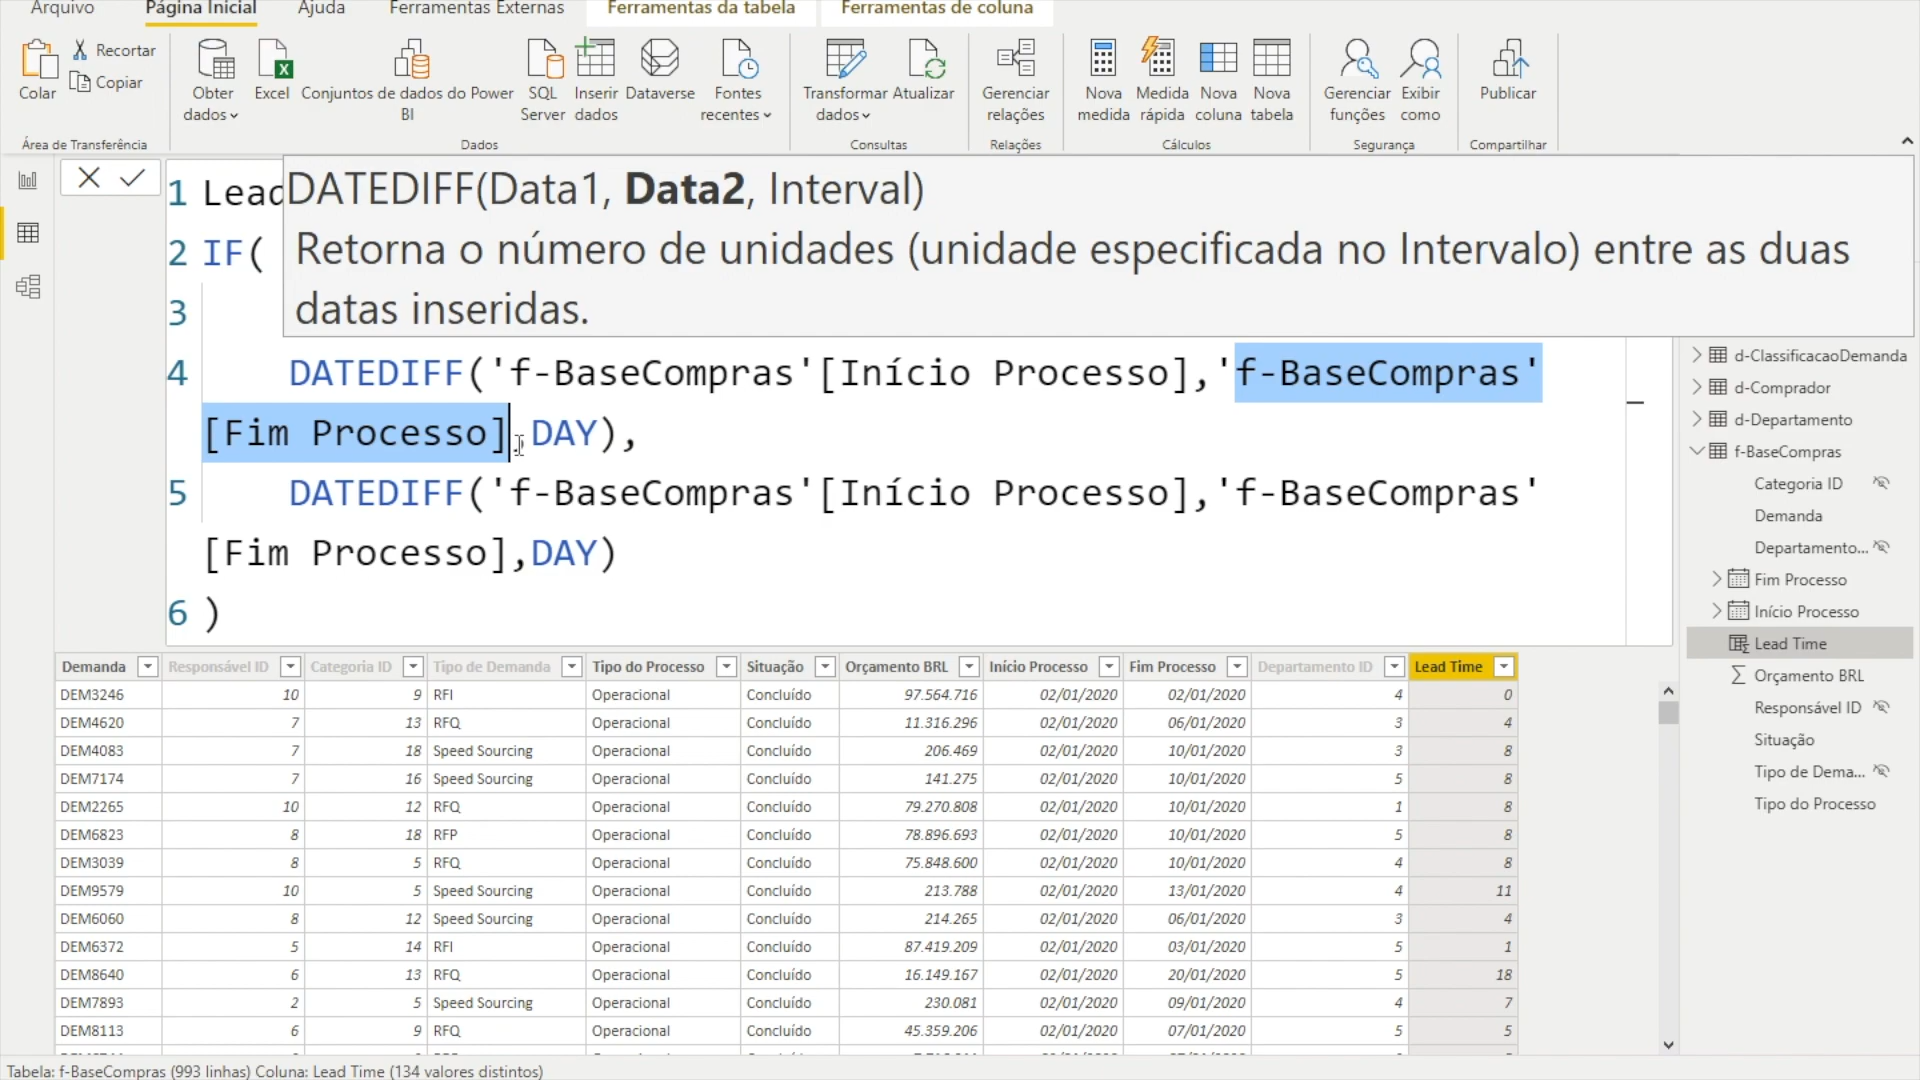 Arquivo Página Inicial Ajuda Ferramentas Externas Ferramentas da tabela Ferramentas de coluna
Colar
Recortar
Copiar
Área de Transferência
Obter dados
Excel
Conjuntos de dados do Power BI
SQL Server
Inserir dados
Dataverse
Fontes recentes
Dados
Transformar dados
Atualizar
Consultas
Gerenciar relações
Relações
Nova medida
Medida rápida
Nova coluna
Nova tabela
Cálculos
Gerenciar funções
Exibir como
Segurança
Publicar
Compartilhar
DATEDIFF(Data1, Data2, Interval)
Retorna o número de unidades (unidade especificada no Intervalo) entre as duas
datas inseridas.
1 Lead
2 IF(
3
4 DATEDIFF('f-BaseCompras'[Início Processo],'f-BaseCompras'
[Fim Processo],DAY),
5 DATEDIFF('f-BaseCompras'[Início Processo],'f-BaseCompras'
[Fim Processo],DAY)
6 )
Demanda Responsável ID Categoria ID Tipo de Demanda Tipo do Processo Situação Orçamento BRL Início Processo Fim Processo Departamento ID Lead Time
DEM3246 10 9 RFI Operacional Concluído 97.564.716 02/01/2020 02/01/2020 4 0
DEM4620 7 13 RFQ Operacional Concluído 11.316.296 02/01/2020 06/01/2020 3 4
DEM4083 7 18 Speed Sourcing Operacional Concluído 206.469 02/01/2020 10/01/2020 3 8
DEM7174 7 16 Speed Sourcing Operacional Concluído 141.275 02/01/2020 10/01/2020 5 8
DEM2265 10 12 RFQ Operacional Concluído 79.270.808 02/01/2020 10/01/2020 1 8
DEM6823 8 18 RFP Operacional Concluído 78.896.693 02/01/2020 10/01/2020 5 8
DEM3039 8 5 RFQ Operacional Concluído 75.848.600 02/01/2020 10/01/2020 4 8
DEM9579 10 5 Speed Sourcing Operacional Concluído 213.788 02/01/2020 13/01/2020 4 11
DEM6060 8 12 Speed Sourcing Operacional Concluído 214.265 02/01/2020 06/01/2020 3 4
DEM6372 5 14 RFI Operacional Concluído 87.419.209 02/01/2020 03/01/2020 5 1
DEM8640 6 13 RFQ Operacional Concluído 16.149.167 02/01/2020 20/01/2020 5 18
DEM7893 2 5 Speed Sourcing Operacional Concluído 230.081 02/01/2020 09/01/2020 4 7
DEM8113 6 9 RFQ Operacional Concluído 45.359.206 02/01/2020 07/01/2020 5 5
d-ClassificacaoDemanda
d-Comprador
d-Departamento
f-BaseCompras
Categoria ID
Demanda
Departamento...
Fim Processo
Início Processo
Lead Time
Orçamento BRL
Responsável ID
Situação
Tipo de Dema...
Tipo do Processo
Tabela: f-BaseCompras (993 linhas) Coluna: Lead Time (134 valores distintos)